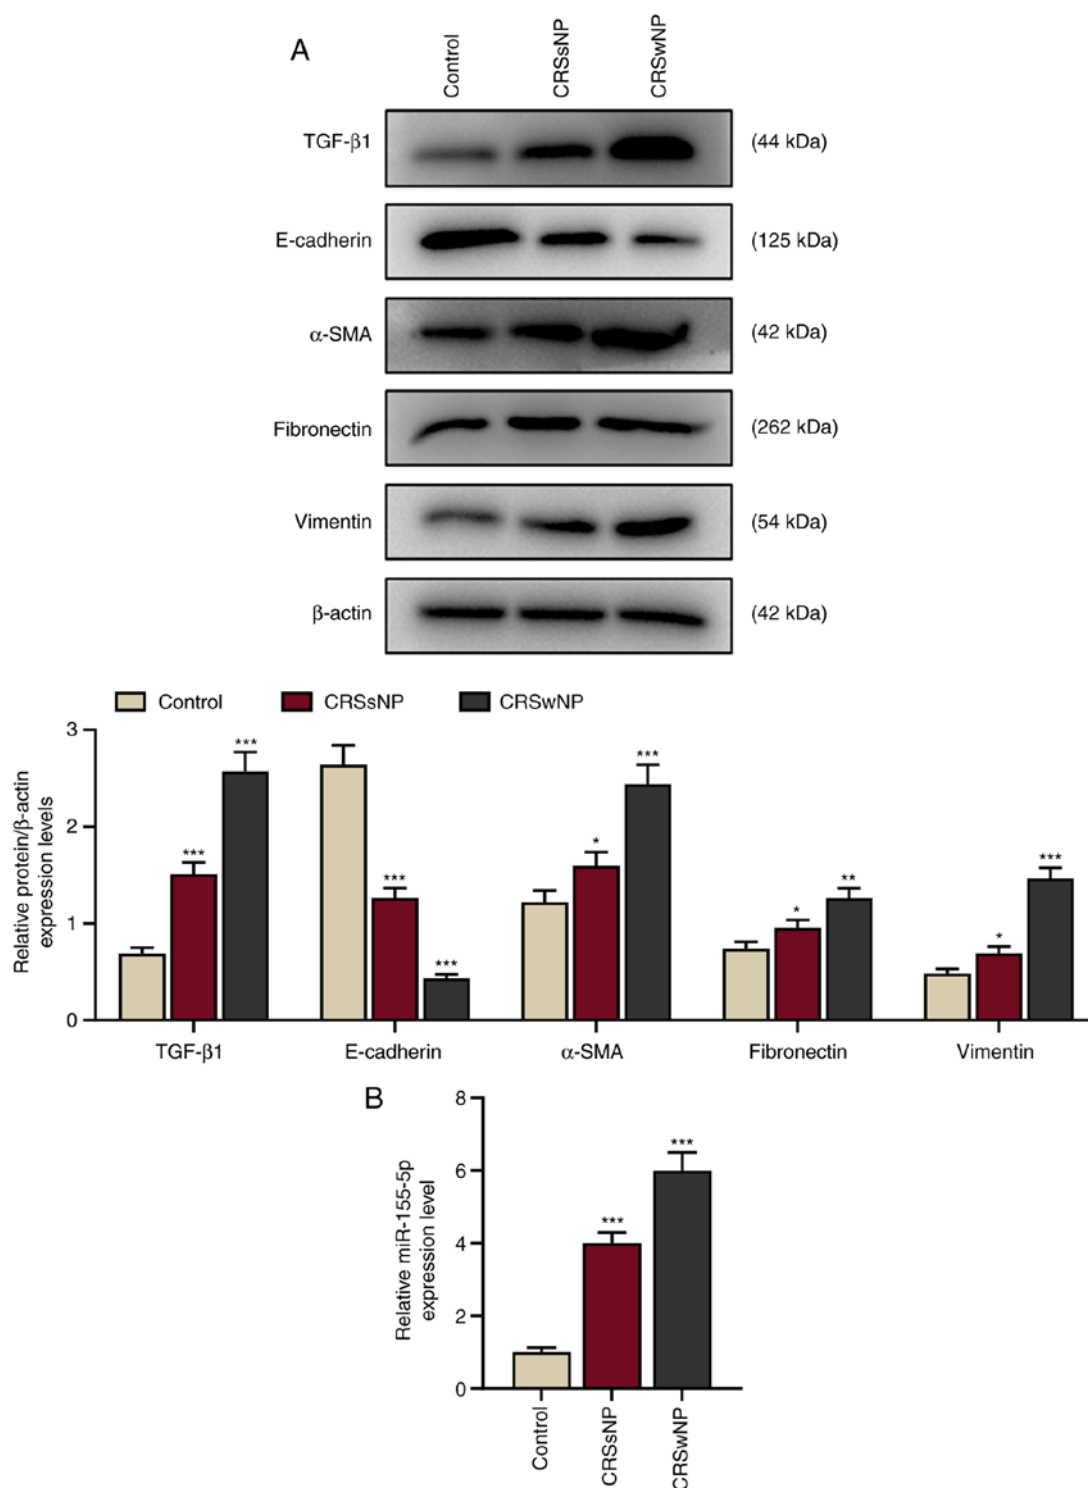 A
Control
CRSsNP
CRSwNP
TGF-β1
(44 kDa)
E-cadherin
(125 kDa)
α-SMA
(42 kDa)
Fibronectin
(262 kDa)
Vimentin
(54 kDa)
β-actin
(42 kDa)
Control
CRSsNP
CRSwNP
Relative protein/β-actin
expression levels
3
2
1
0
***
***
***
***
*
***
*
**
*
***
TGF-β1
E-cadherin
α-SMA
Fibronectin
Vimentin
B
Relative miR-155-5p
expression level
8
6
4
2
0
***
***
Control
CRSsNP
CRSwNP